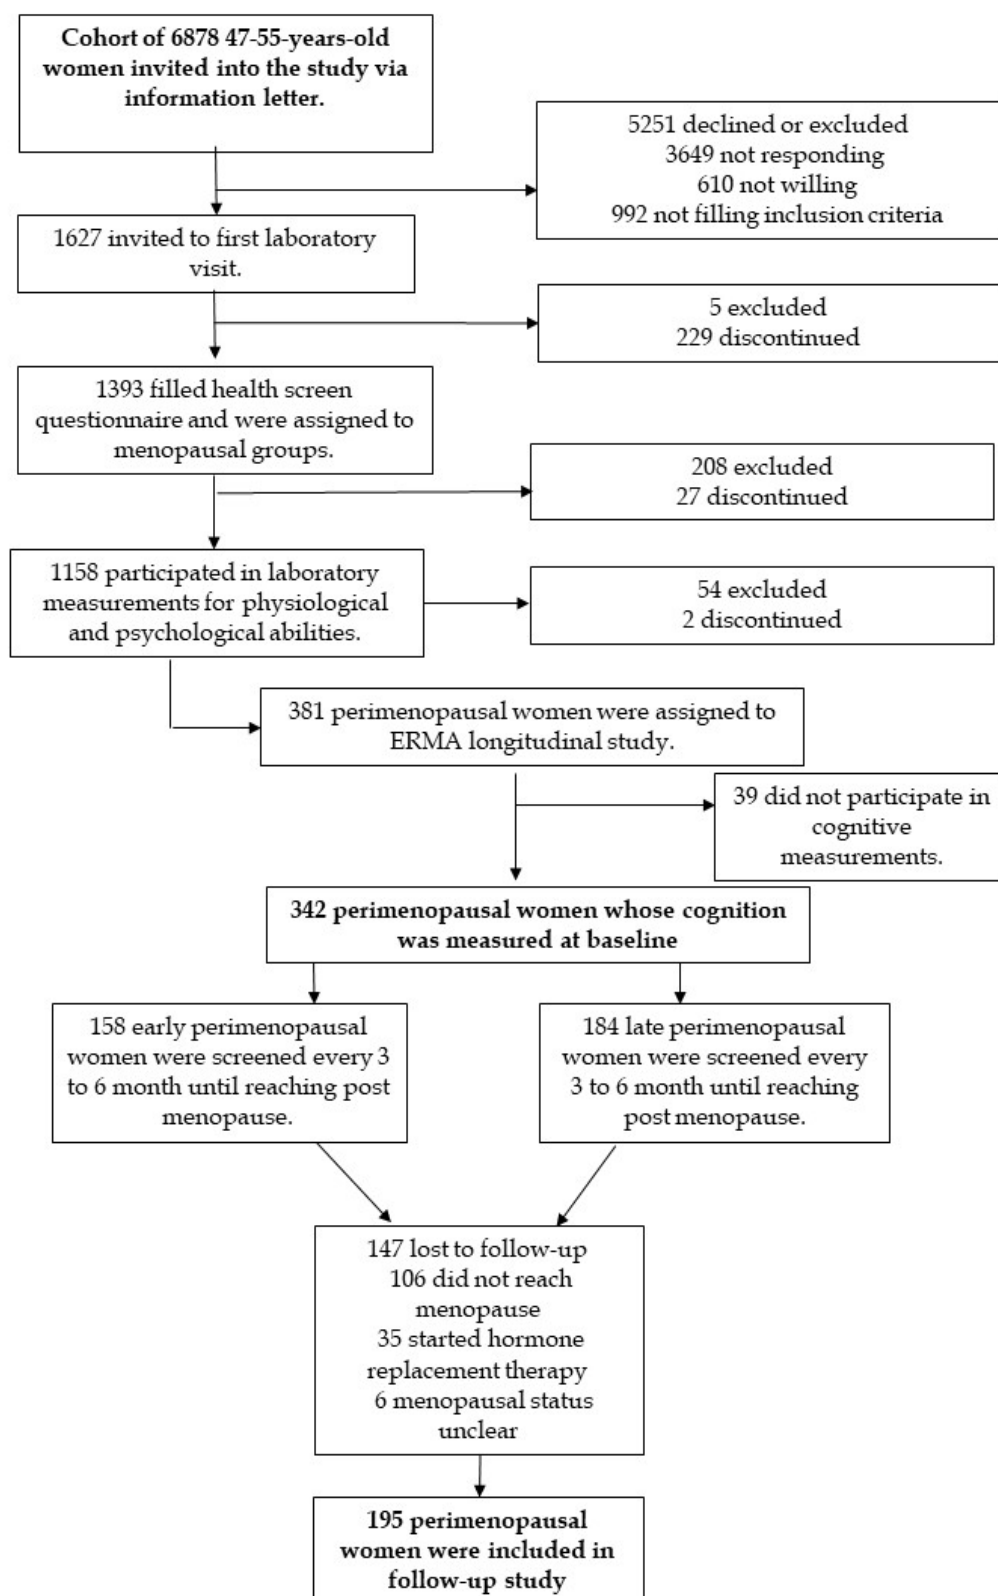 Cohort of 6878 47-55-years-old
women invited into the study via
information letter.
5251 declined or excluded
3649 not responding
610 not willing
992 not filling inclusion criteria
1627 invited to first laboratory
visit.
5 excluded
229 discontinued
1393 filled health screen
questionnaire and were assigned to
menopausal groups.
208 excluded
27 discontinued
1158 participated in laboratory
measurements for physiological
and psychological abilities.
54 excluded
2 discontinued
381 perimenopausal women were assigned to
ERMA longitudinal study.
39 did not participate in
cognitive
measurements.
342 perimenopausal women whose cognition
was measured at baseline
158 early perimenopausal
women were screened every 3
to 6 month until reaching post
menopause.
184 late perimenopausal
women were screened every
3 to 6 month until reaching
post menopause.
147 lost to follow-up
106 did not reach
menopause
35 started hormone
replacement therapy
6 menopausal status
unclear
195 perimenopausal
women were included in
follow-up study